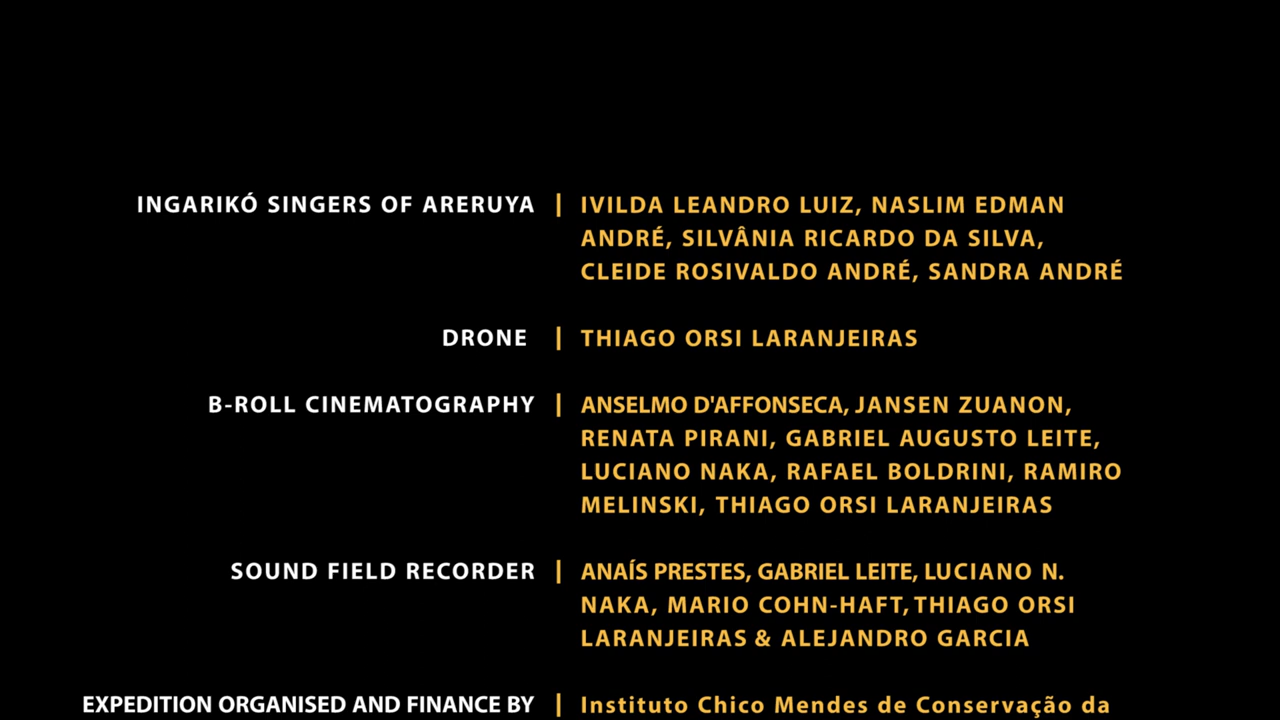 INGARIKÓ SINGERS OF ARERUYA | IVILDA LEANDRO LUIZ, NASLIM EDMAN
ANDRÉ, SILVÂNIA RICARDO DA SILVA,
CLEIDE ROSIVALDO ANDRÉ, SANDRA ANDRÉ
DRONE | THIAGO ORSI LARANJEIRAS
B-ROLL CINEMATOGRAPHY | ANSELMO D'AFFONSECA, JANSEN ZUANON,
RENATA PIRANI, GABRIEL AUGUSTO LEITE,
LUCIANO NAKA, RAFAEL BOLDRINI, RAMIRO
MELINSKI, THIAGO ORSI LARANJEIRAS
SOUND FIELD RECORDER | ANAÍS PRESTES, GABRIEL LEITE, LUCIANO N.
NAKA, MARIO COHN-HAFT, THIAGO ORSI
LARANJEIRAS & ALEJANDRO GARCIA
EXPEDITION ORGANISED AND FINANCE BY | Instituto Chico Mendes de Conservação da